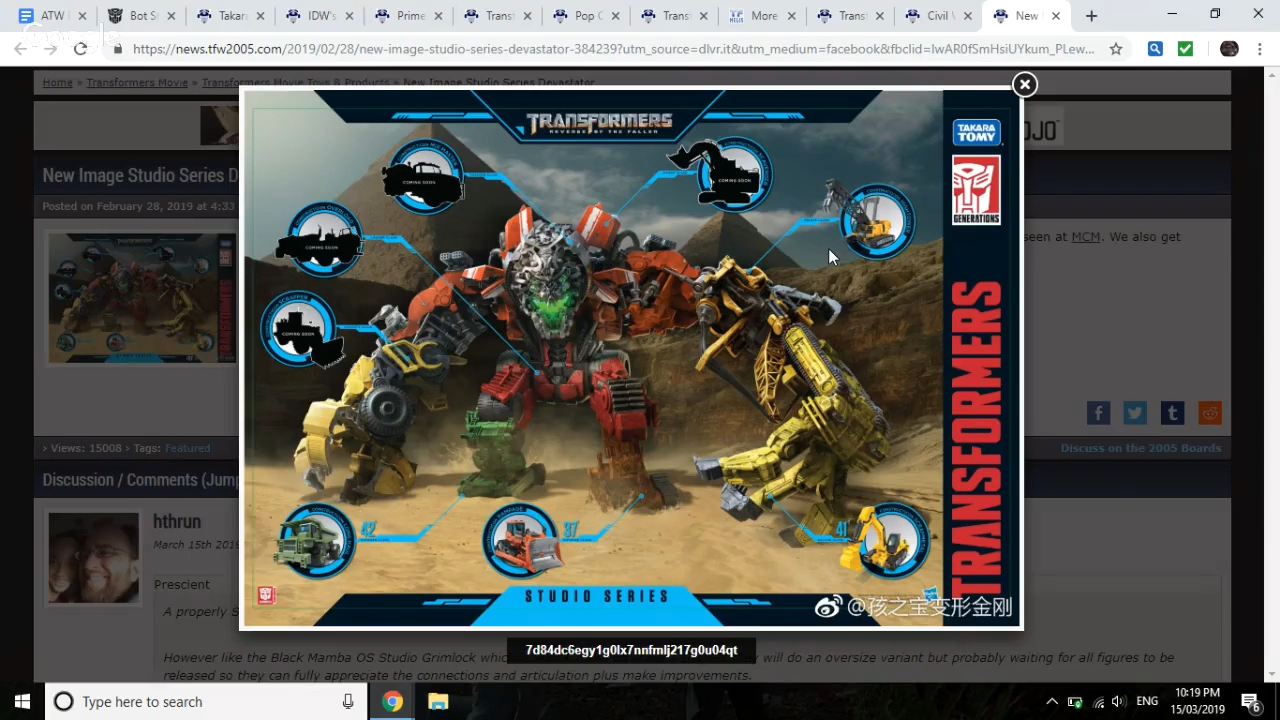 ATW
Bot S
Takar
IDW's
Prime
Transf
Pop C
Transf
More
Transf
Civil W
New I
https://news.tfw2005.com/2019/02/28/new-image-studio-series-devastator-384239?utm_source=dlvr.it&utm_medium=facebook&fbclid=IwAR0fSmHsiUYkum_PLew...
Home » Transformers Movie » Transformers Movie Toys & Products » New Image Studio Series Devastator
TRANSFORMERS
REVENGE OF THE FALLEN
TAKARA
TOMY
GENERATIONS
OJO
New Image Studio Series D
Posted on February 28, 2019 at 4:33
een at MCM. We also get
COMING SOON
COMING SOON
COMING SOON
COMING SOON
TRANSFORMERS
› Views: 15008 › Tags: Featured
Discuss on the 2005 Boards
Discussion / Comments (Jump
hthrun
March 15th 2019
Prescient
A properly S
42
37
41
STUDIO SERIES
@孩之宝变形金刚
7d84dc6egy1g0lx7nnfmlj217g0u04qt
However like the Black Mamba OS Studio Grimlock whic
y will do an oversize variant but probably waiting for all figures to be
released so they can fully appreciate the connections and articulation plus make improvements.
Type here to search
ENG
10:19 PM
15/03/2019
6